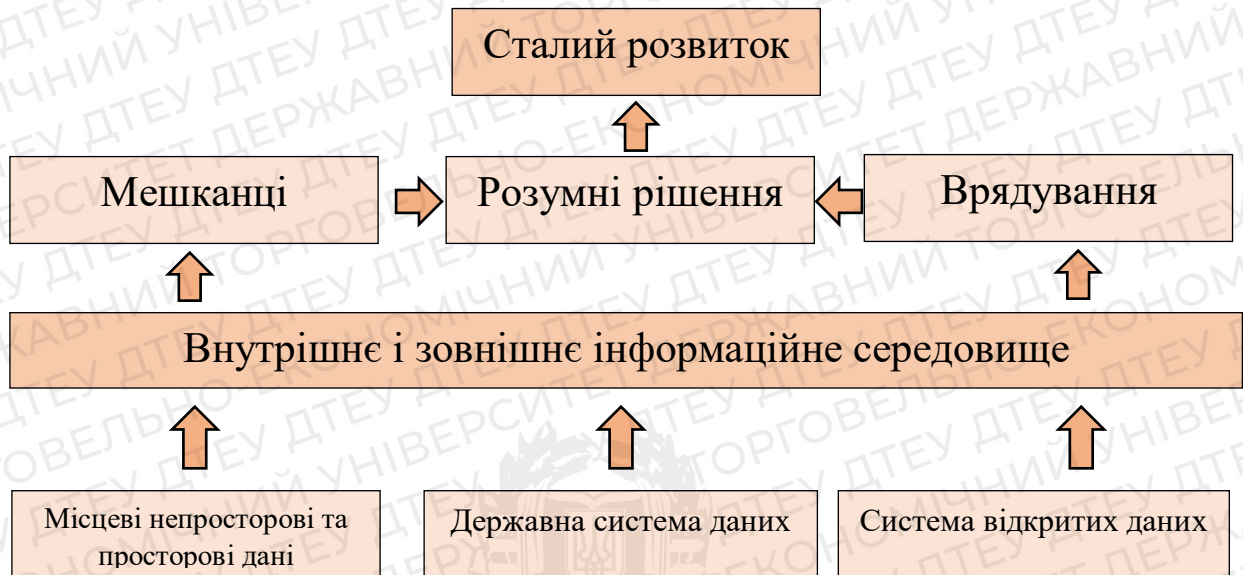 Сталий розвиток
Мешканці
Розумні рішення
Врядування
Внутрішнє і зовнішнє інформаційне середовище
Місцеві непросторові та
просторові дані
Державна система даних
Система відкритих даних